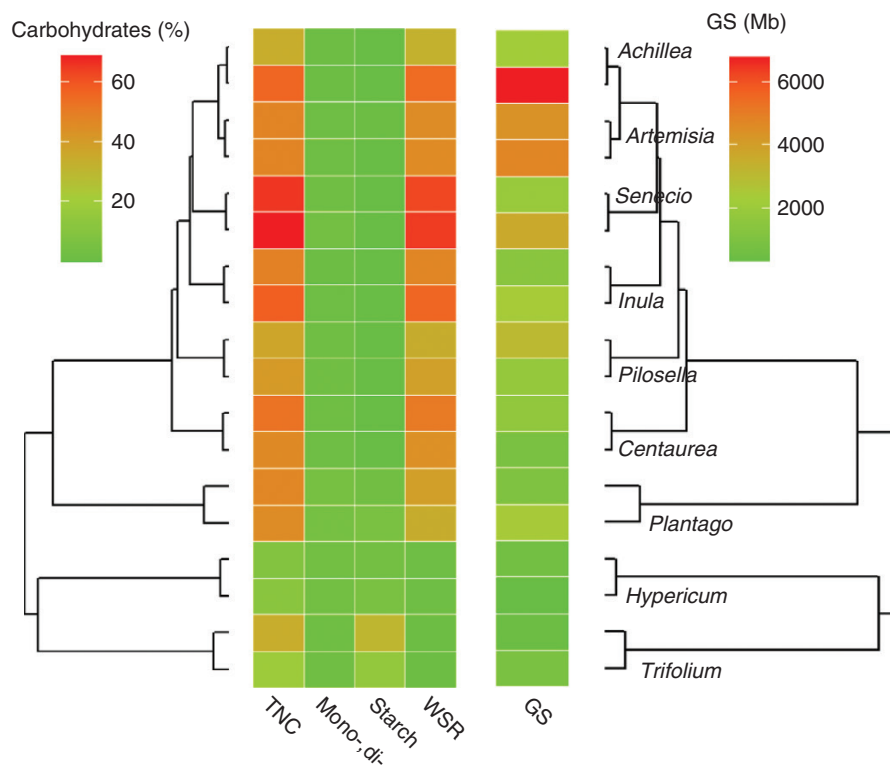 Carbohydrates (%)
60
40
20
GS (Mb)
6000
4000
2000
Achillea
Artemisia
Senecio
Inula
Pilosella
Centaurea
Plantago
Hypericum
Trifolium
TNC
Mono-,di-
Starch
WSR
GS